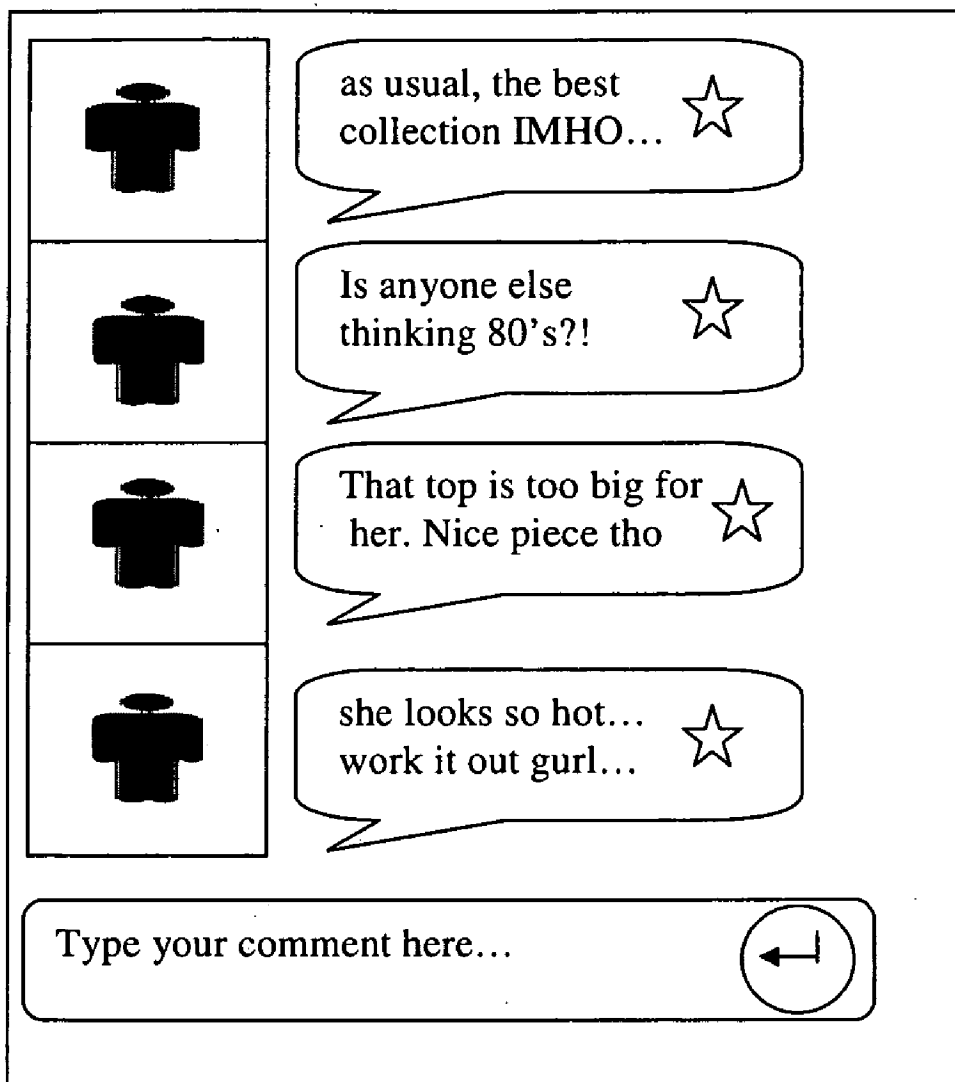 as usual, the best
collection IMHO...
Is anyone else
thinking 80's?!
That top is too big for
her. Nice piece tho
she looks so hot...
work it out gurl...
Type your comment here...